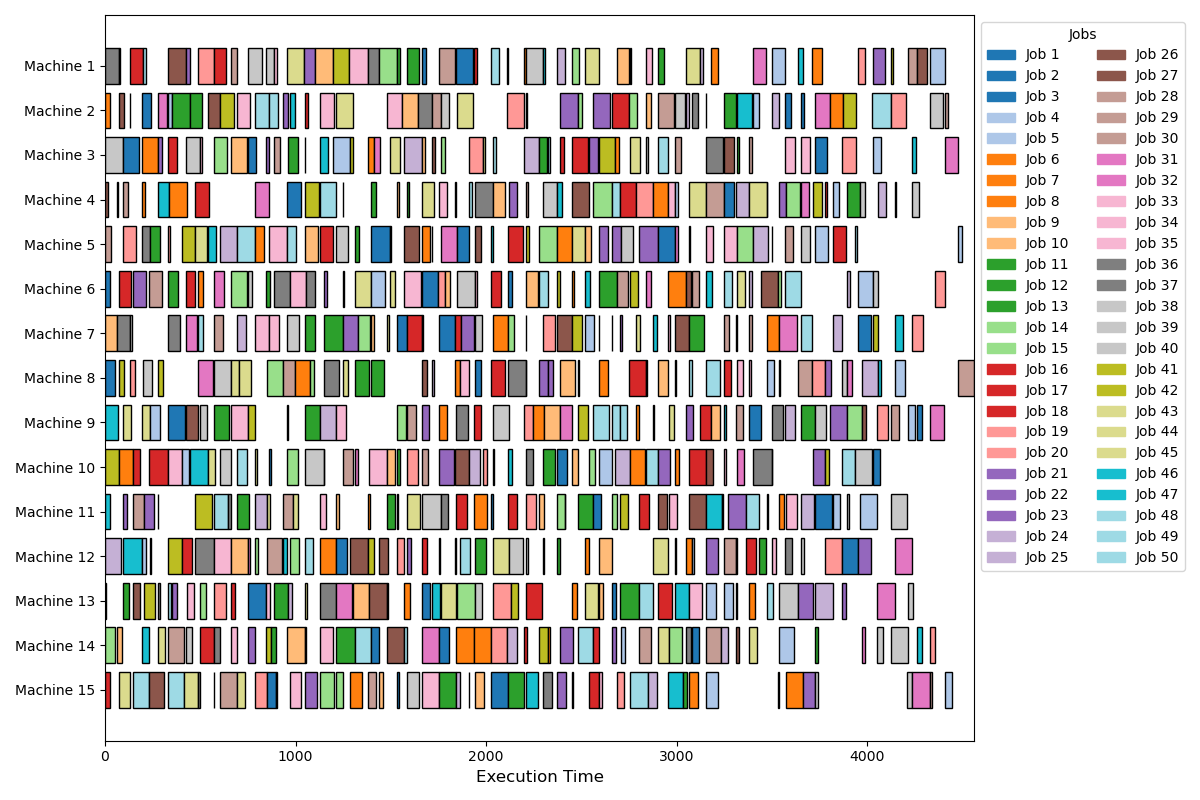 Machine 1
Machine 2
Machine 3
Machine 4
Machine 5
Machine 6
Machine 7
Machine 8
Machine 9
Machine 10
Machine 11
Machine 12
Machine 13
Machine 14
Machine 15
0 1000 2000 3000 4000
Execution Time
Jobs
Job 1
Job 2
Job 3
Job 4
Job 5
Job 6
Job 7
Job 8
Job 9
Job 10
Job 11
Job 12
Job 13
Job 14
Job 15
Job 16
Job 17
Job 18
Job 19
Job 20
Job 21
Job 22
Job 23
Job 24
Job 25
Job 26
Job 27
Job 28
Job 29
Job 30
Job 31
Job 32
Job 33
Job 34
Job 35
Job 36
Job 37
Job 38
Job 39
Job 40
Job 41
Job 42
Job 43
Job 44
Job 45
Job 46
Job 47
Job 48
Job 49
Job 50